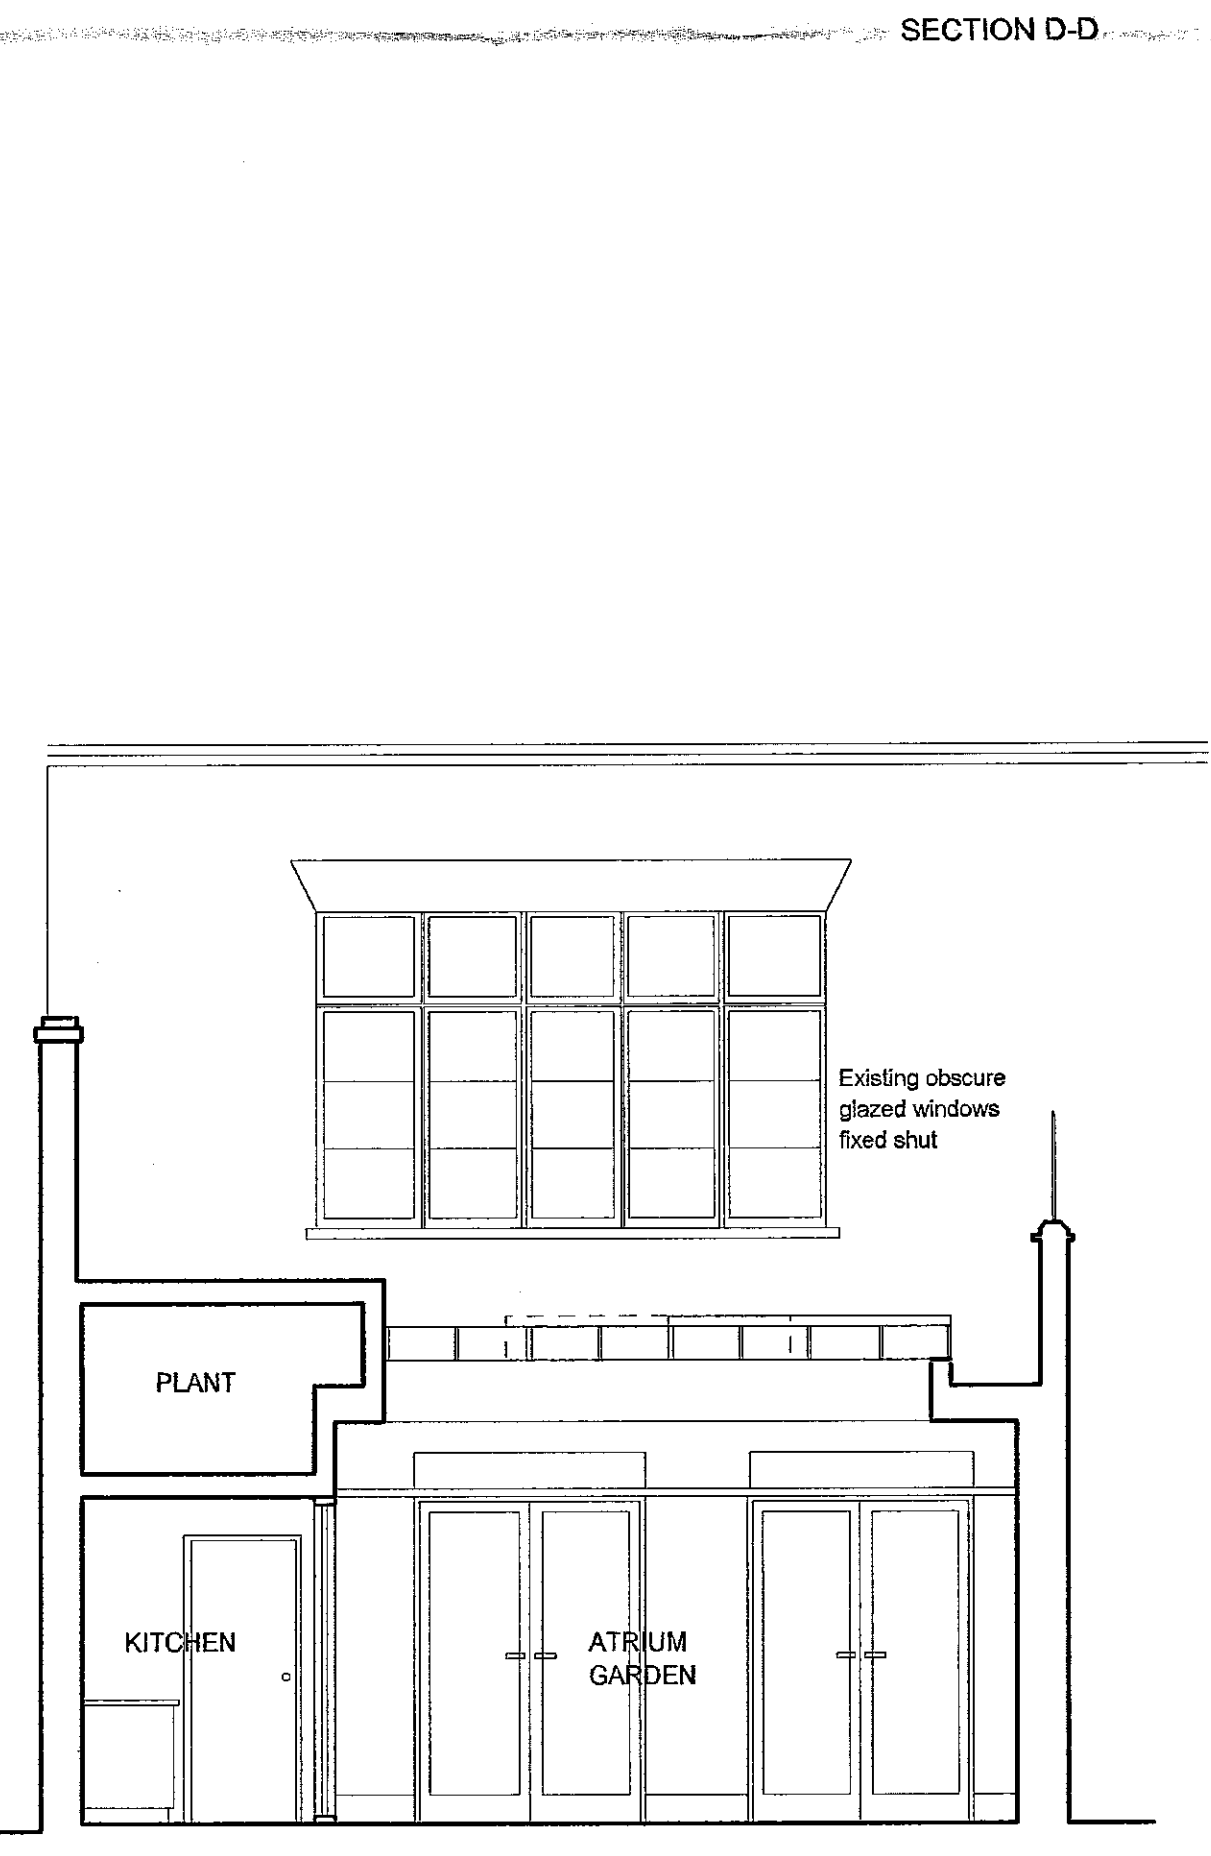 SECTION D-D
Existing obscure
glazed windows
fixed shut
PLANT
KITCHEN
ATRIUM
GARDEN